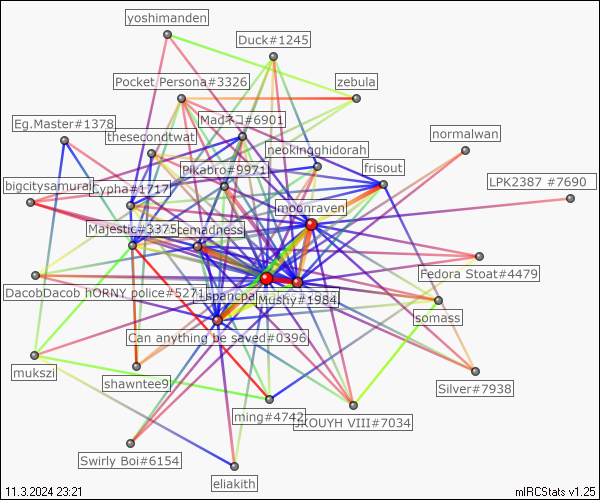 yoshimanden
Duck#1245
Pocket Persona#3326
zebula
Madネコ#6901
Eg.Master#1378
thesecondtwat
normalwan
neokingghidorah
Pikabro#9971
frisout
bigcitysamurai
Cypha#1717
LPK2387 #7690
moonraven
Majestic#3375
cemadness
Fedora Stoat#4479
DacobDacob hORNY police#5271
spancpa
Mushy#1984
somass
Can anything be saved#0396
mukszi
shawntee9
Silver#7938
ming#4742
JKOUYH VIII#7034
Swirly Boi#6154
eliakith
11.3.2024 23:21
mIRCStats v1.25